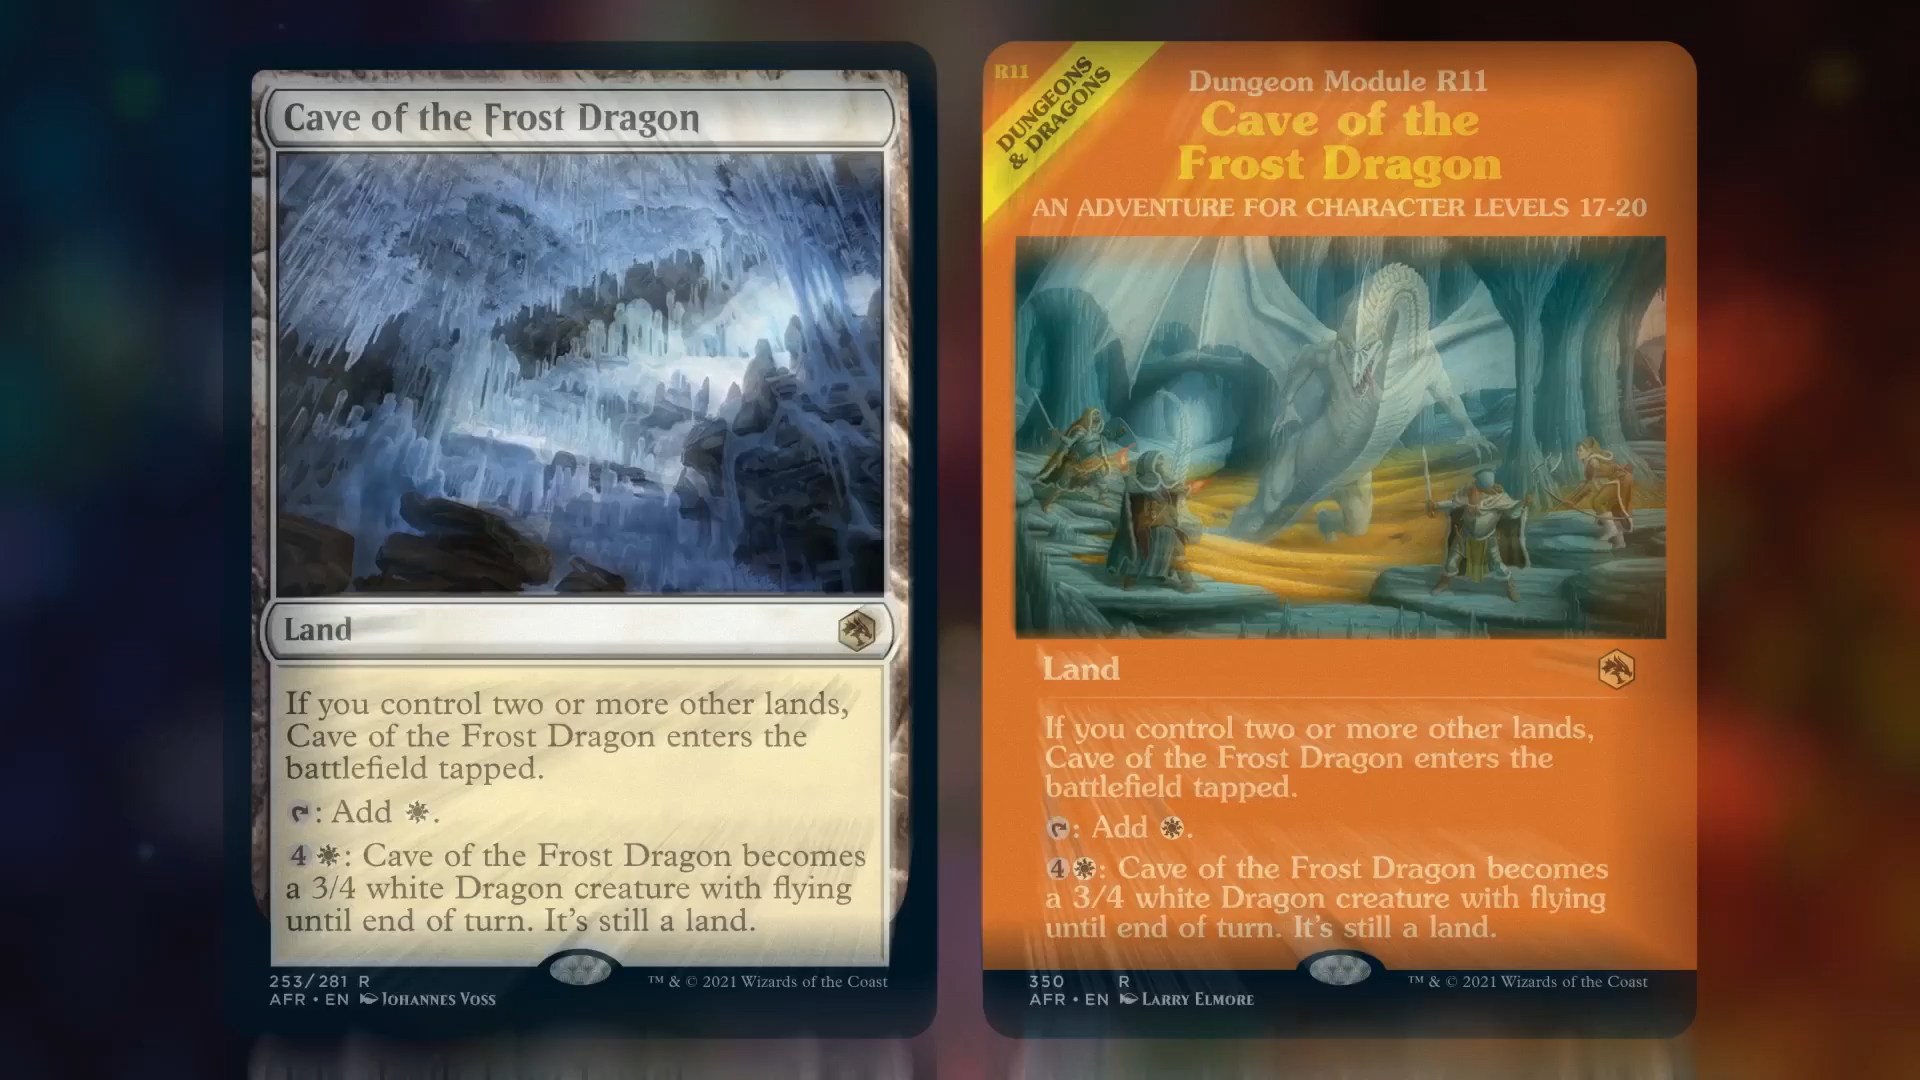 Cave of the Frost Dragon
Land
If you control two or more other lands,
Cave of the Frost Dragon enters the
battlefield tapped.
: Add .
4 : Cave of the Frost Dragon becomes
a 3/4 white Dragon creature with flying
until end of turn. It's still a land.
253/281 R
AFR • EN Johannes Voss
™ & © 2021 Wizards of the Coast
R11
DUNGEONS
& DRAGONS
Dungeon Module R11
Cave of the
Frost Dragon
AN ADVENTURE FOR CHARACTER LEVELS 17-20
Land
If you control two or more other lands,
Cave of the Frost Dragon enters the
battlefield tapped.
: Add .
4 : Cave of the Frost Dragon becomes
a 3/4 white Dragon creature with flying
until end of turn. It's still a land.
350 R
AFR • EN Larry Elmore
™ & © 2021 Wizards of the Coast